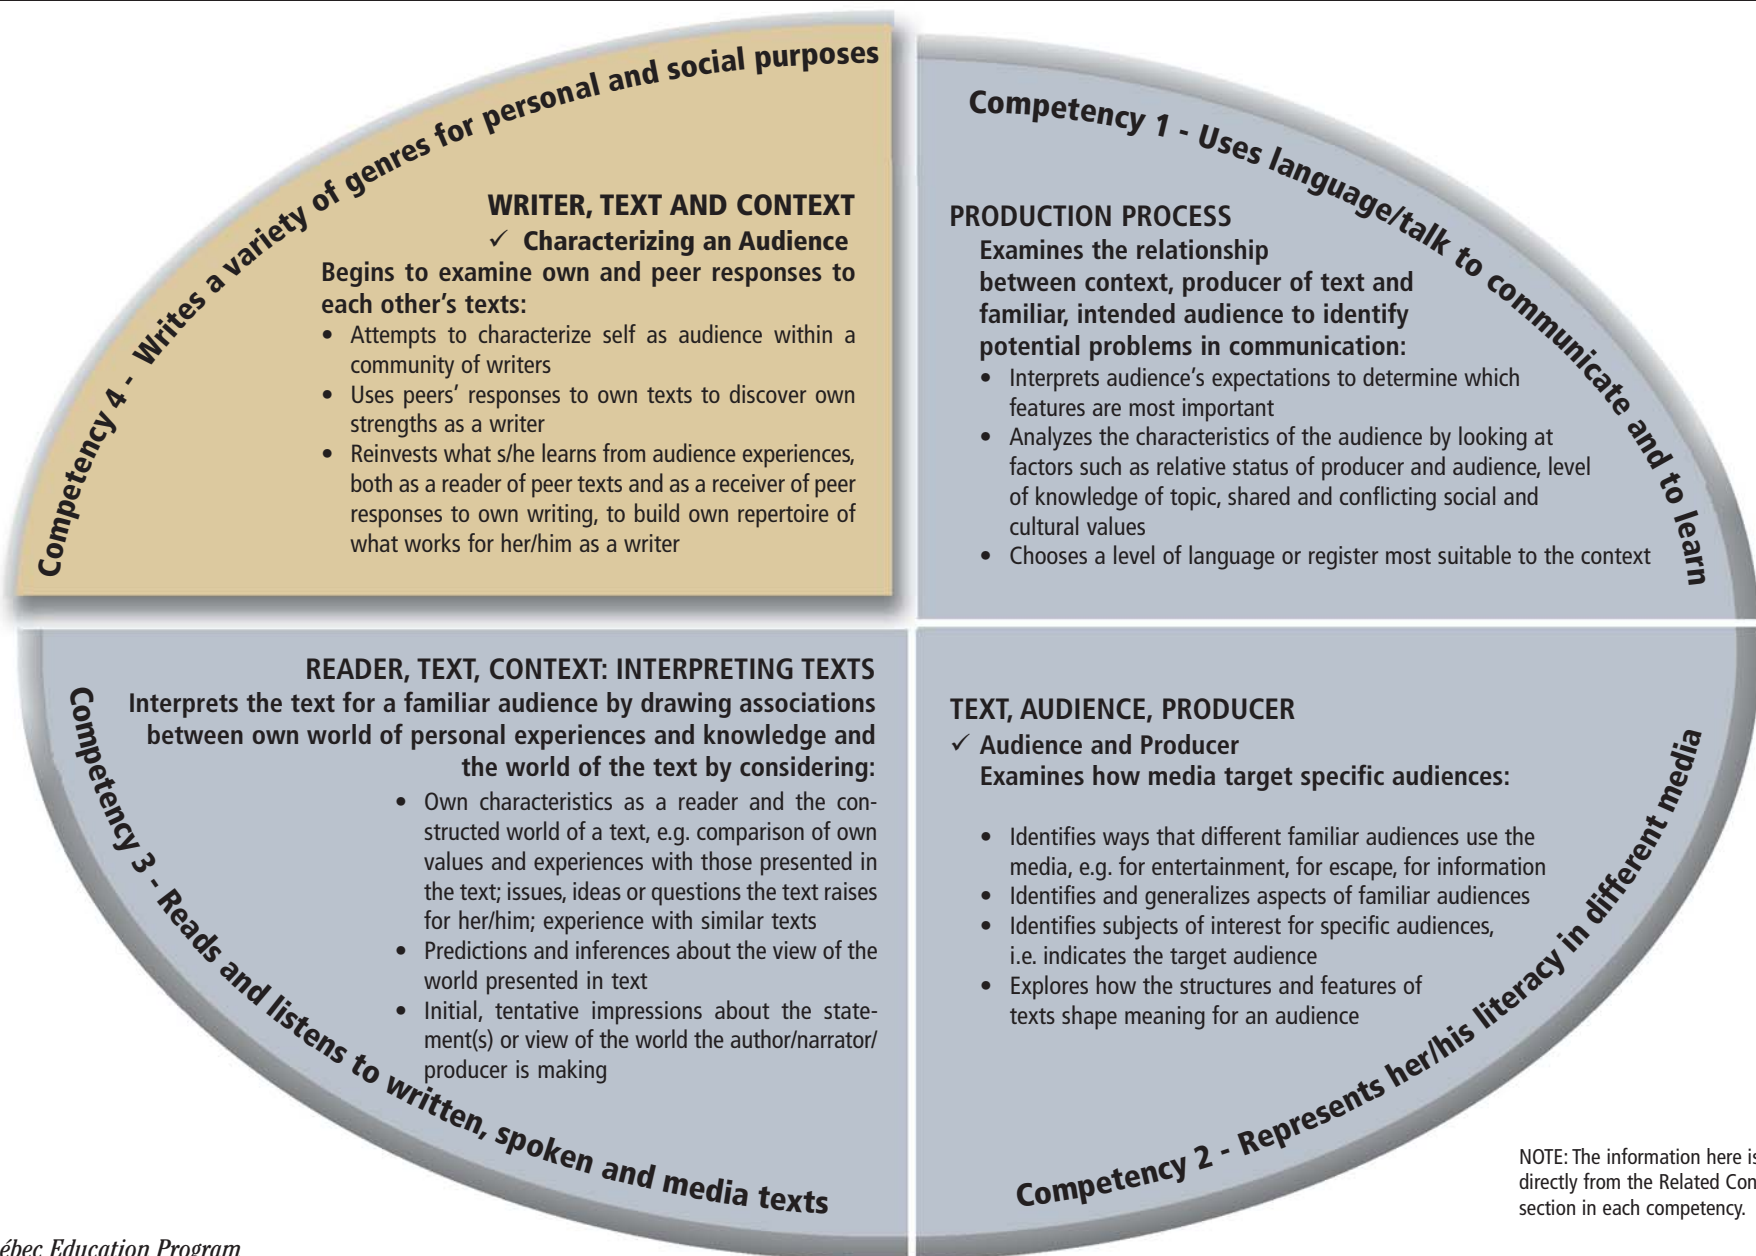 Competency 4 - Writes a variety of genres for personal and social purposes
WRITER, TEXT AND CONTEXT
✓ Characterizing an Audience
Begins to examine own and peer responses to
each other's texts:
• Attempts to characterize self as audience within a
community of writers
• Uses peers' responses to own texts to discover own
strengths as a writer
• Reinvests what s/he learns from audience experiences,
both as a reader of peer texts and as a receiver of peer
responses to own writing, to build own repertoire of
what works for her/him as a writer
Competency 1 - Uses language/talk to communicate and to learn
PRODUCTION PROCESS
Examines the relationship
between context, producer of text and
familiar, intended audience to identify
potential problems in communication:
• Interprets audience's expectations to determine which
features are most important
• Analyzes the characteristics of the audience by looking at
factors such as relative status of producer and audience, level
of knowledge of topic, shared and conflicting social and
cultural values
• Chooses a level of language or register most suitable to the context
Competency 3 - Reads and listens to written, spoken and media texts
READER, TEXT, CONTEXT: INTERPRETING TEXTS
Interprets the text for a familiar audience by drawing associations
between own world of personal experiences and knowledge and
the world of the text by considering:
• Own characteristics as a reader and the con-
structed world of a text, e.g. comparison of own
values and experiences with those presented in
the text; issues, ideas or questions the text raises
for her/him; experience with similar texts
• Predictions and inferences about the view of the
world presented in text
• Initial, tentative impressions about the state-
ment(s) or view of the world the author/narrator/
producer is making
Competency 2 - Represents her/his literacy in different media
TEXT, AUDIENCE, PRODUCER
✓ Audience and Producer
Examines how media target specific audiences:
• Identifies ways that different familiar audiences use the
media, e.g. for entertainment, for escape, for information
• Identifies and generalizes aspects of familiar audiences
• Identifies subjects of interest for specific audiences,
i.e. indicates the target audience
• Explores how the structures and features of
texts shape meaning for an audience
NOTE: The information here is
directly from the Related Con
section in each competency.
ébec Education Program